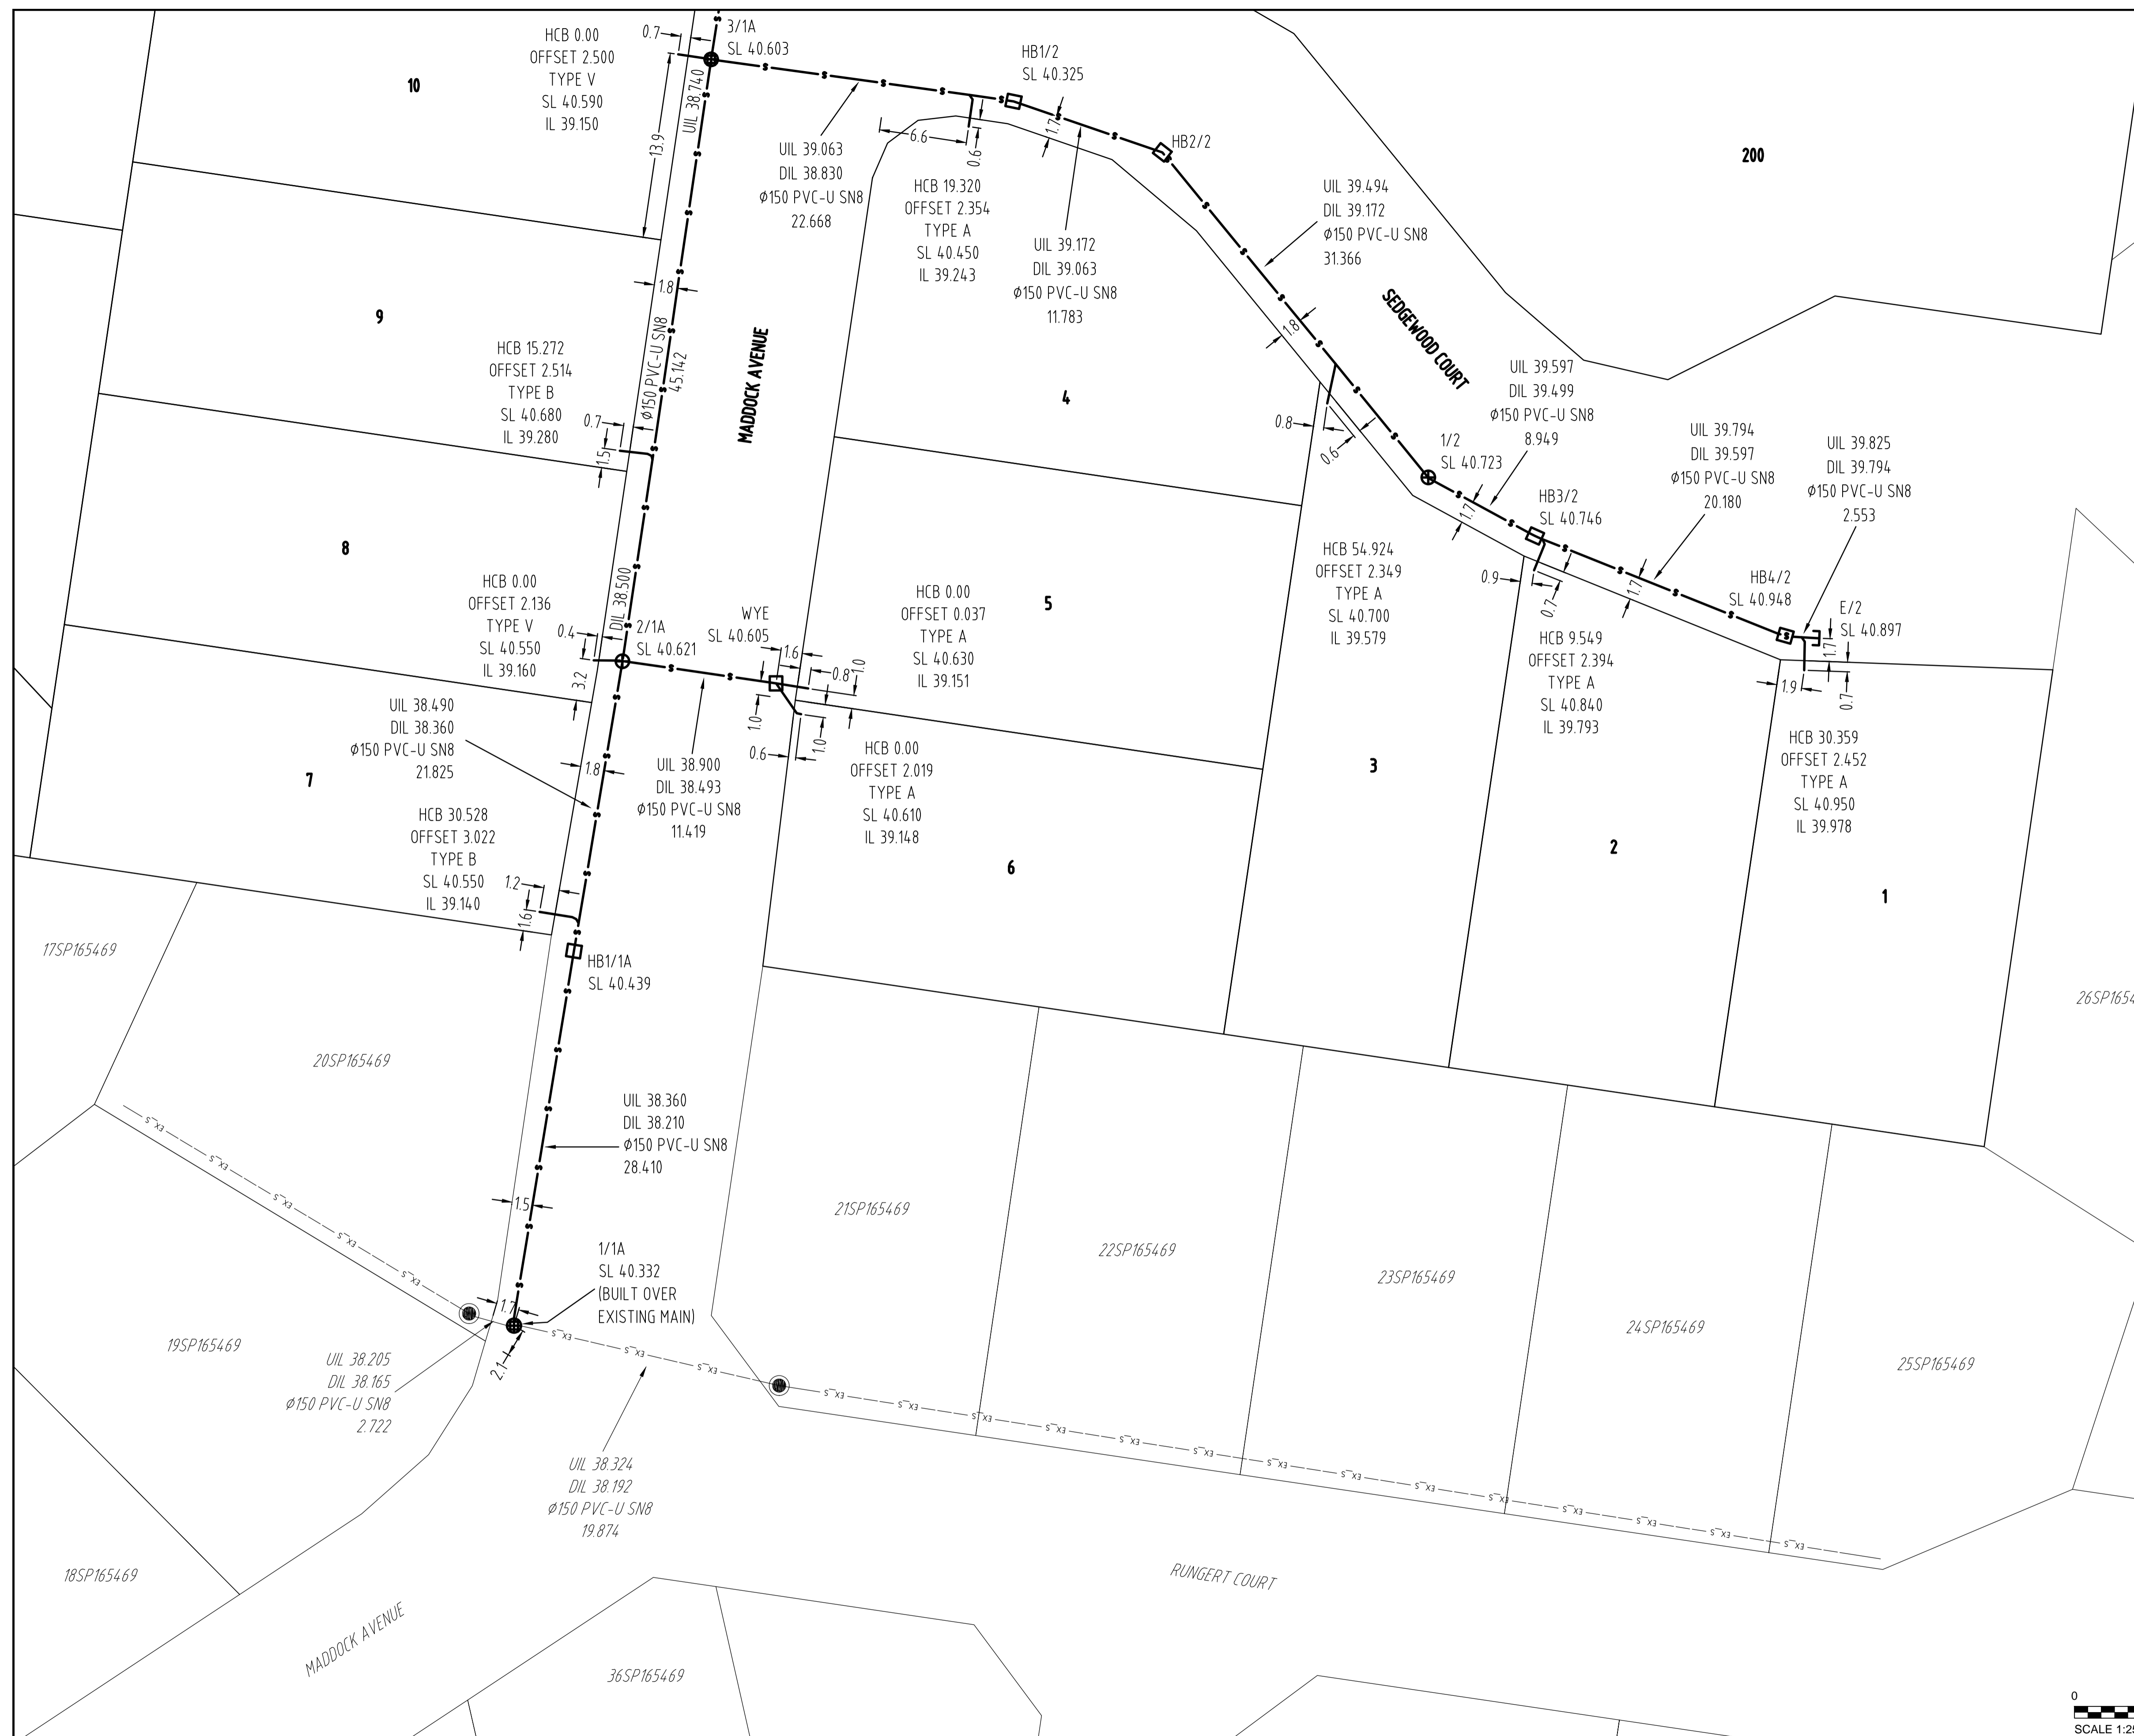 10
HCB 0.00
OFFSET 2.500
TYPE V
SL 40.590
IL 39.150
0.7
3/1A
SL 40.603
13.9
UIL 38.740
HB1/2
SL 40.325
HB2/2
1.7
6.6
0.6
UIL 39.063
DIL 38.830
Φ150 PVC-U SN8
22.668
HCB 19.320
OFFSET 2.354
TYPE A
SL 40.450
IL 39.243
UIL 39.172
DIL 39.063
Φ150 PVC-U SN8
11.783
UIL 39.494
DIL 39.172
Φ150 PVC-U SN8
31.366
200
SEDGEWOOD COURT
1.8
9
1.8
Φ150 PVC-U SN8
45.142
MADDOCK AVENUE
4
HCB 15.272
OFFSET 2.514
TYPE B
SL 40.680
IL 39.280
0.7
1.5
0.8
0.6
1/2
SL 40.723
UIL 39.597
DIL 39.499
Φ150 PVC-U SN8
8.949
1.7
HB3/2
SL 40.746
UIL 39.794
DIL 39.597
Φ150 PVC-U SN8
20.180
UIL 39.825
DIL 39.794
Φ150 PVC-U SN8
2.553
8
HCB 0.00
OFFSET 2.136
TYPE V
SL 40.550
IL 39.160
0.4
3.2
DIL 38.500
2/1A
SL 40.621
WYE
SL 40.605
1.6
0.8
1.0
1.0
0.6
1.0
HCB 0.00
OFFSET 0.037
TYPE A
SL 40.630
IL 39.151
5
HCB 54.924
OFFSET 2.349
TYPE A
SL 40.700
IL 39.579
0.9
0.7
1.7
HB4/2
SL 40.948
E/2
SL 40.897
1.7
1.9
0.7
HCB 9.549
OFFSET 2.394
TYPE A
SL 40.840
IL 39.793
HCB 30.359
OFFSET 2.452
TYPE A
SL 40.950
IL 39.978
UIL 38.490
DIL 38.360
Φ150 PVC-U SN8
21.825
7
1.8
UIL 38.900
DIL 38.493
Φ150 PVC-U SN8
11.419
HCB 0.00
OFFSET 2.019
TYPE A
SL 40.610
IL 39.148
3
2
1
6
HCB 30.528
OFFSET 3.022
TYPE B
SL 40.550
IL 39.140
1.2
1.6
HB1/1A
SL 40.439
17SP165469
20SP165469
26SP1654
UIL 38.360
DIL 38.210
Φ150 PVC-U SN8
28.410
1.5
1/1A
SL 40.332
(BUILT OVER
EXISTING MAIN)
1.7
2.1
21SP165469
22SP165469
23SP165469
24SP165469
25SP165469
19SP165469
UIL 38.205
DIL 38.165
Φ150 PVC-U SN8
2.722
UIL 38.324
DIL 38.192
Φ150 PVC-U SN8
19.874
18SP165469
MADDOCK AVENUE
RUNGERT COURT
36SP165469
0
SCALE 1:25